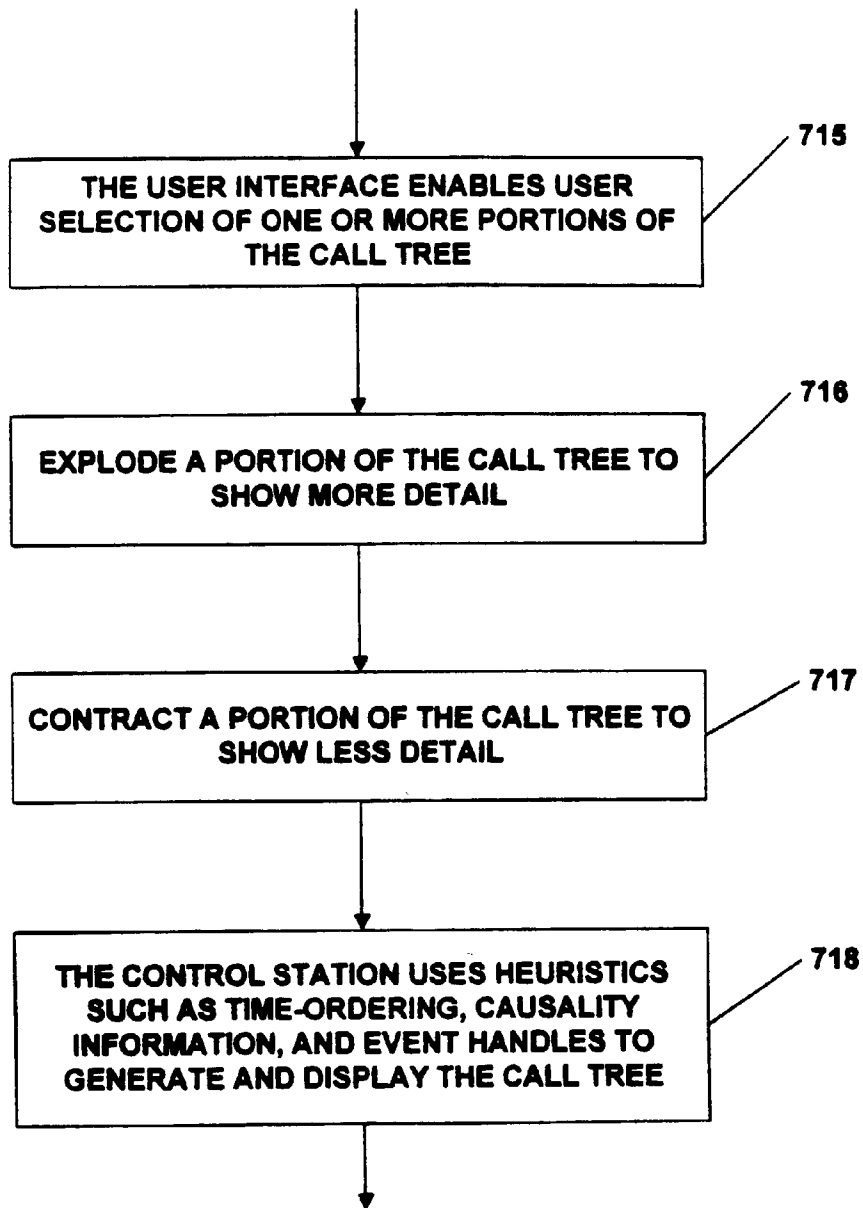 715
THE USER INTERFACE ENABLES USER
SELECTION OF ONE OR MORE PORTIONS OF
THE CALL TREE
716
EXPLODE A PORTION OF THE CALL TREE TO
SHOW MORE DETAIL
717
CONTRACT A PORTION OF THE CALL TREE TO
SHOW LESS DETAIL
718
THE CONTROL STATION USES HEURISTICS
SUCH AS TIME-ORDERING, CAUSALITY
INFORMATION, AND EVENT HANDLES TO
GENERATE AND DISPLAY THE CALL TREE